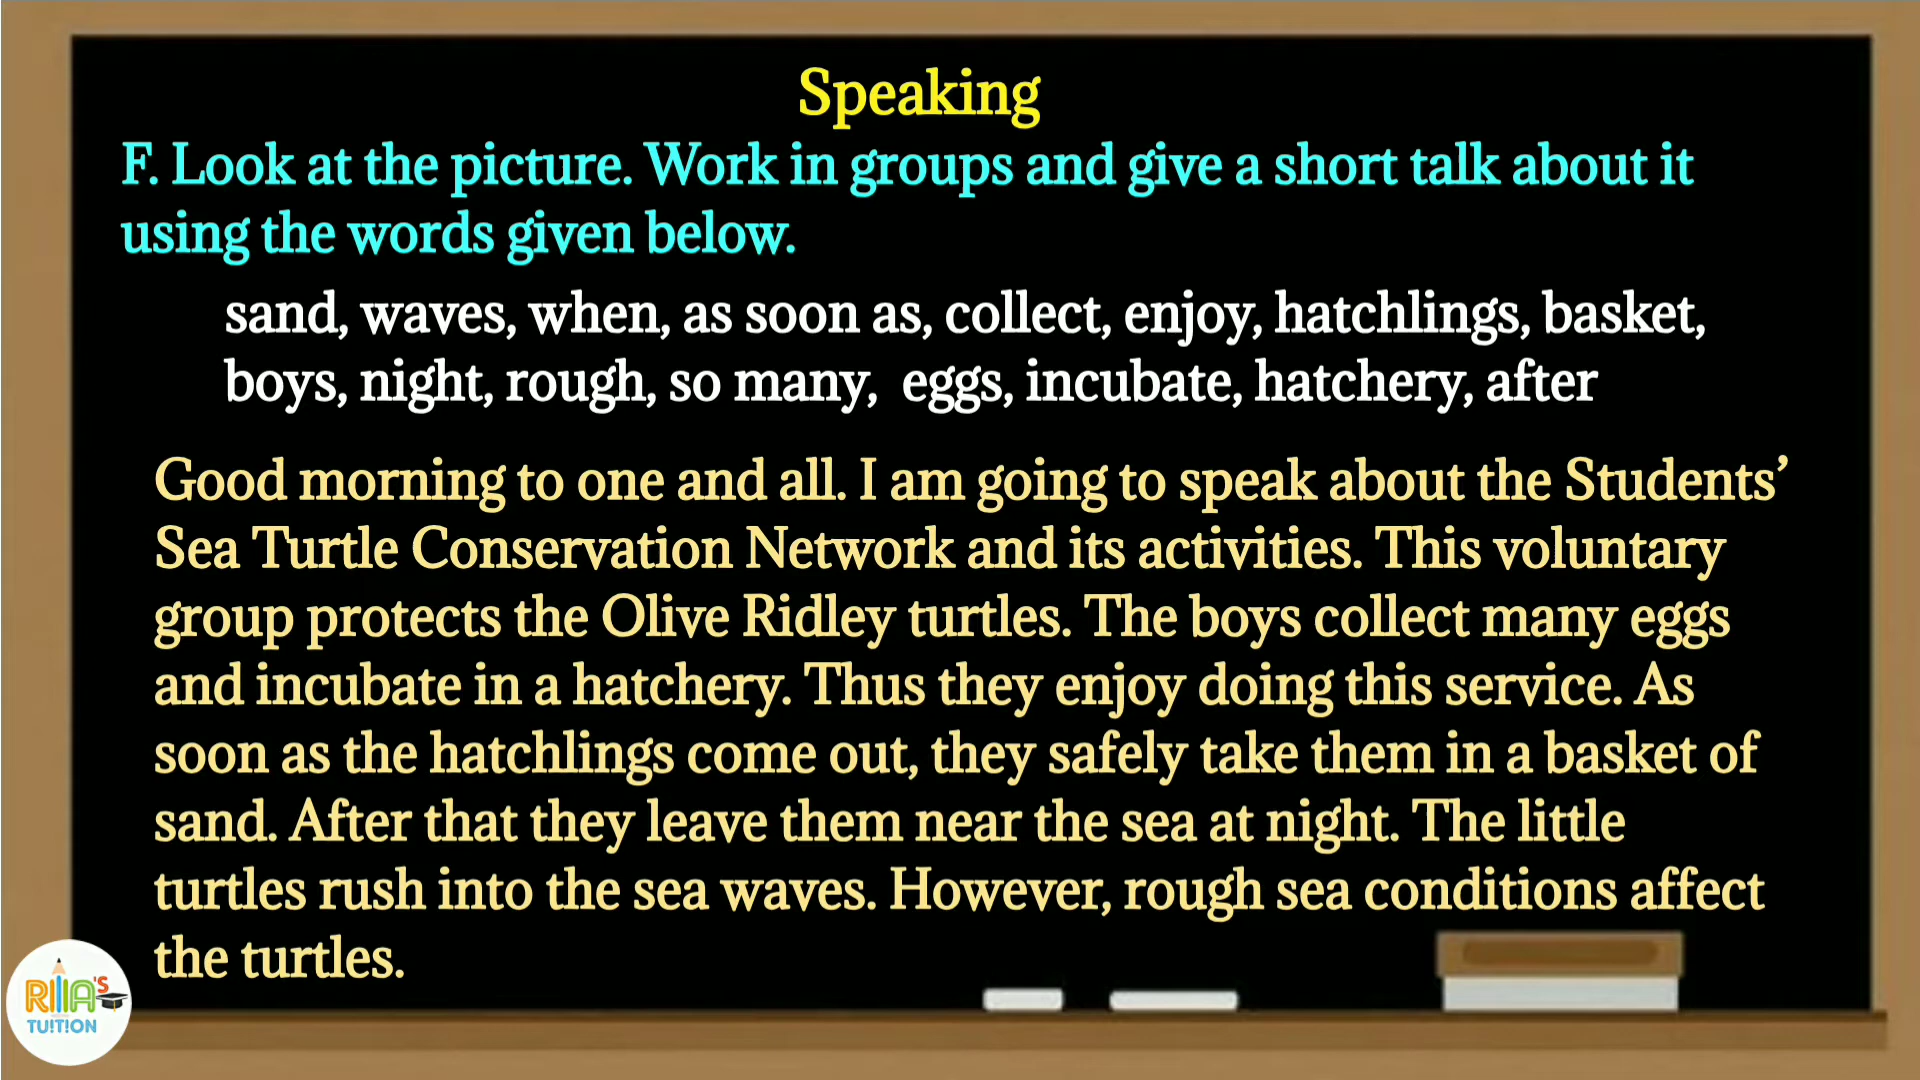 Speaking
F. Look at the picture. Work in groups and give a short talk about it
using the words given below.
sand, waves, when, as soon as, collect, enjoy, hatchlings, basket,
boys, night, rough, so many, eggs, incubate, hatchery, after
Good morning to one and all. I am going to speak about the Students’
Sea Turtle Conservation Network and its activities. This voluntary
group protects the Olive Ridley turtles. The boys collect many eggs
and incubate in a hatchery. Thus they enjoy doing this service. As
soon as the hatchlings come out, they safely take them in a basket of
sand. After that they leave them near the sea at night. The little
turtles rush into the sea waves. However, rough sea conditions affect
the turtles.
TUITION